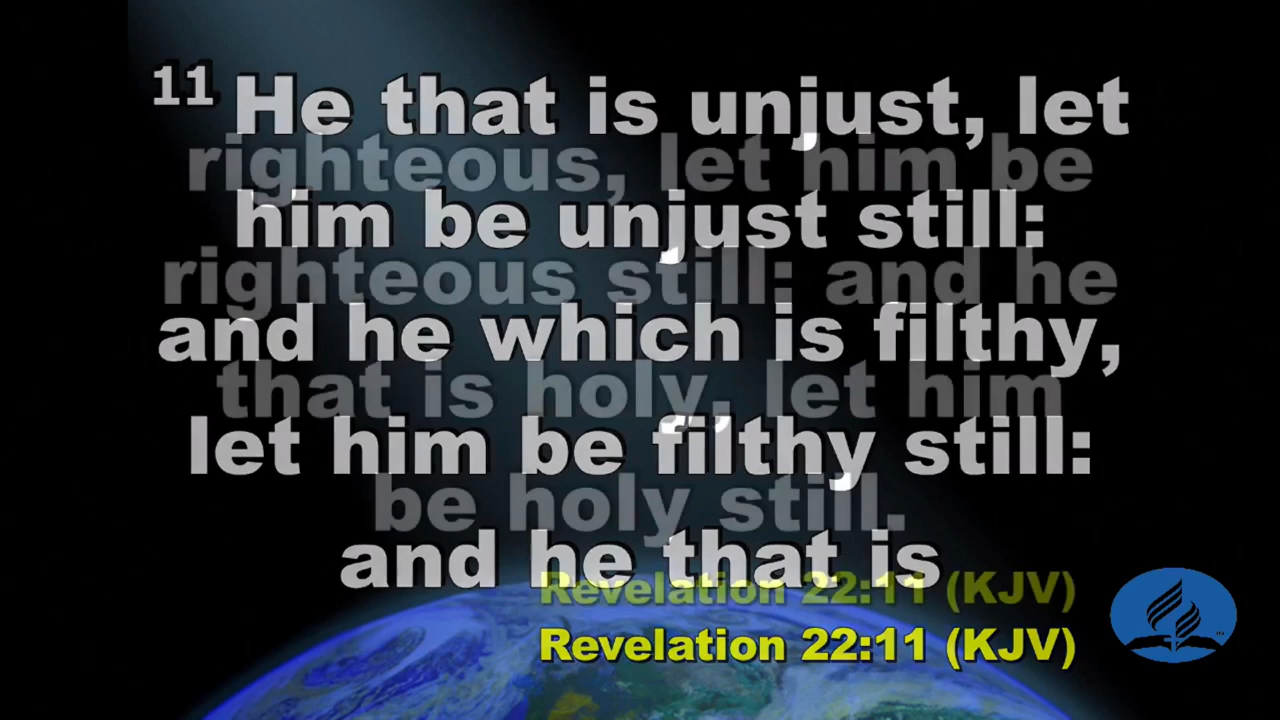 11 He that is unjust, let
righteous, let him be
him be unjust still:
righteous still: and he
and he which is filthy,
that is holy, let him
let him be filthy still:
be holy still.
and he that is
Revelation 22:11 (KJV)
Revelation 22:11 (KJV)